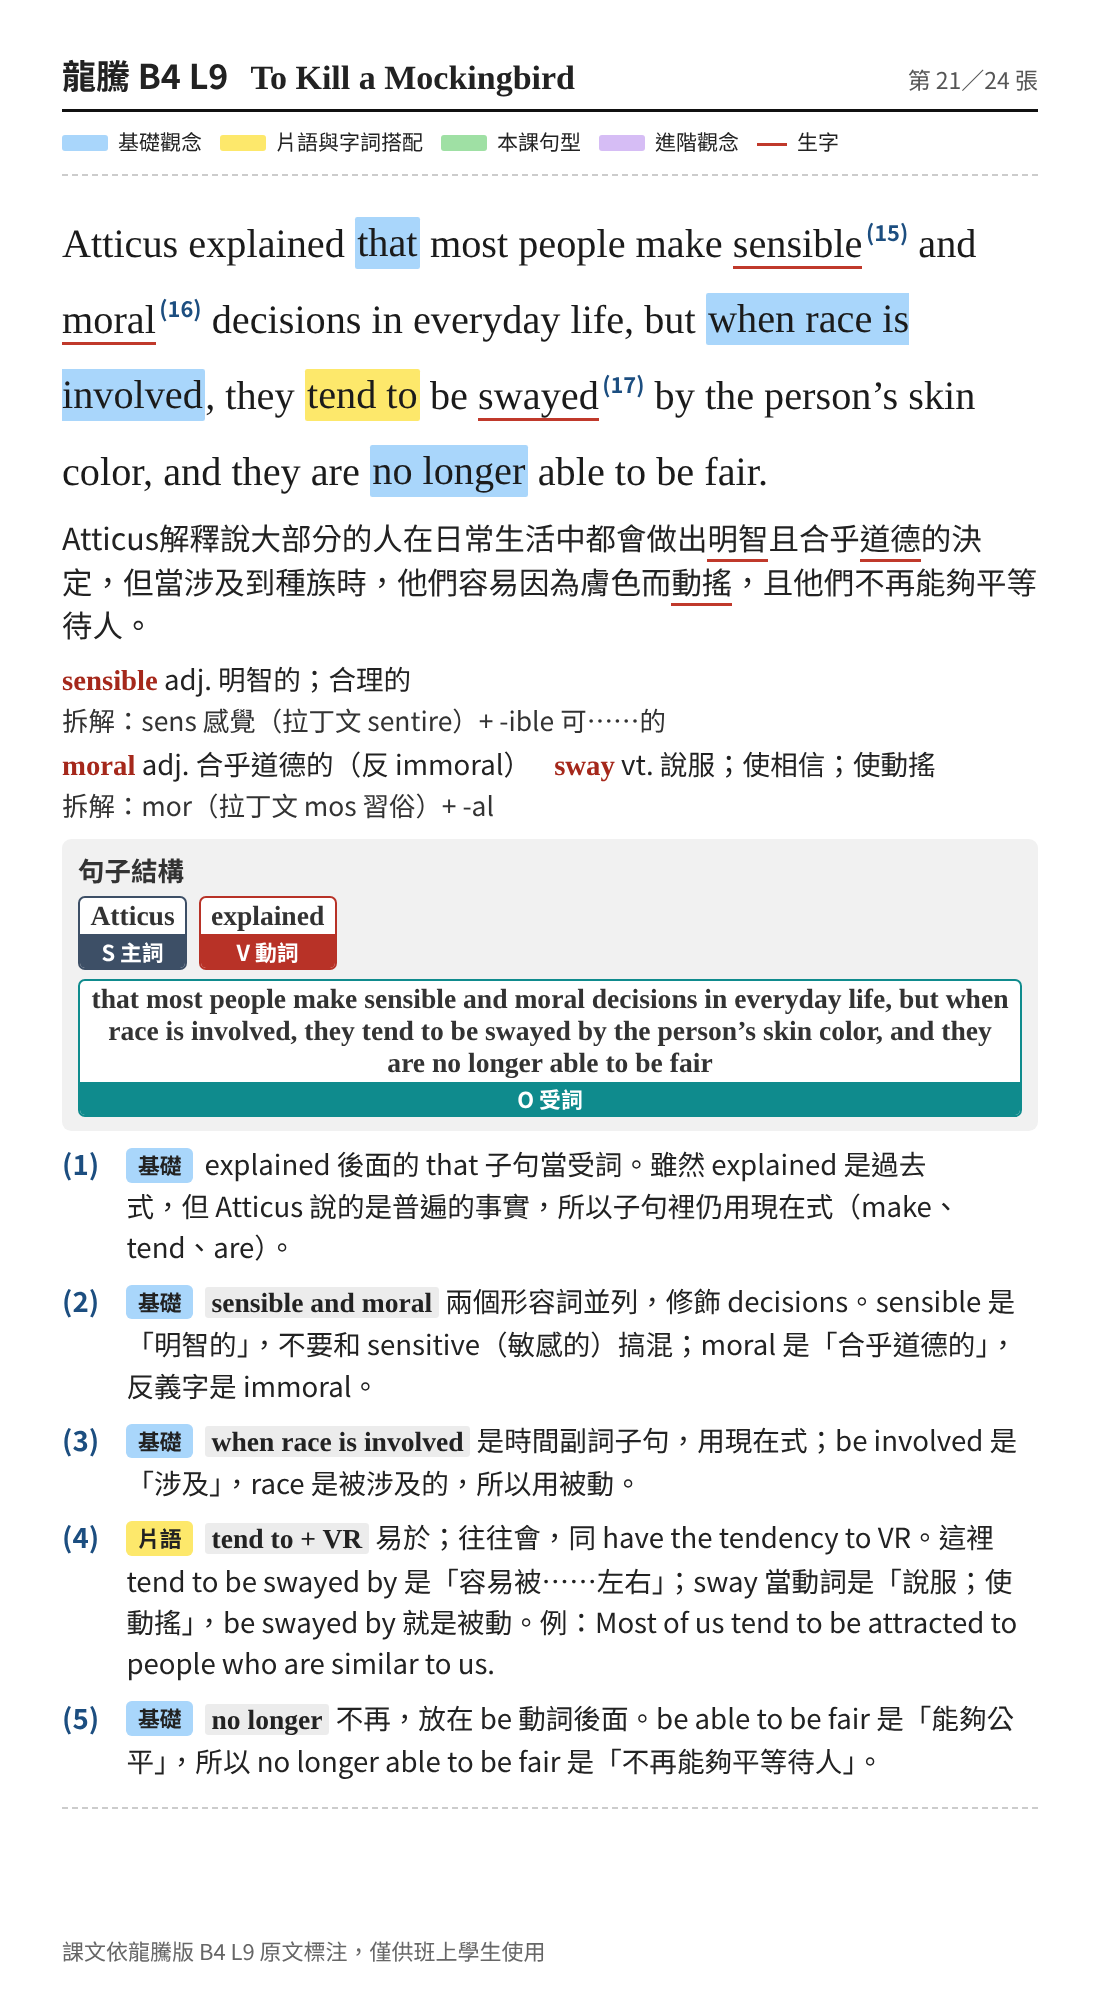 龍騰 B4 L9 To Kill a Mockingbird 第 21／24 張
基礎觀念 片語與字詞搭配 本課句型 進階觀念 生字
Atticus explained that most people make sensible(15) and
moral(16) decisions in everyday life, but when race is
involved, they tend to be swayed(17) by the person’s skin
color, and they are no longer able to be fair.
Atticus解釋說大部分的人在日常生活中都會做出明智且合乎道德的決
定，但當涉及到種族時，他們容易因為膚色而動搖，且他們不再能夠平等
待人。
sensible adj. 明智的；合理的
拆解：sens 感覺（拉丁文 sentire）+ -ible 可……的
moral adj. 合乎道德的（反 immoral） sway vt. 說服；使相信；使動搖
拆解：mor（拉丁文 mos 習俗）+ -al
句子結構
Atticus explained
S 主詞 V 動詞
that most people make sensible and moral decisions in everyday life, but when
race is involved, they tend to be swayed by the person’s skin color, and they
are no longer able to be fair
O 受詞
(1) 基礎 explained 後面的 that 子句當受詞。雖然 explained 是過去
式，但 Atticus 說的是普遍的事實，所以子句裡仍用現在式（make、
tend、are）。
(2) 基礎 sensible and moral 兩個形容詞並列，修飾 decisions。sensible 是
「明智的」，不要和 sensitive（敏感的）搞混；moral 是「合乎道德的」，
反義字是 immoral。
(3) 基礎 when race is involved 是時間副詞子句，用現在式；be involved 是
「涉及」，race 是被涉及的，所以用被動。
(4) 片語 tend to + VR 易於；往往會，同 have the tendency to VR。這裡
tend to be swayed by 是「容易被……左右」；sway 當動詞是「說服；使
動搖」，be swayed by 就是被動。例：Most of us tend to be attracted to
people who are similar to us.
(5) 基礎 no longer 不再，放在 be 動詞後面。be able to be fair 是「能夠公
平」，所以 no longer able to be fair 是「不再能夠平等待人」。
課文依龍騰版 B4 L9 原文標注，僅供班上學生使用